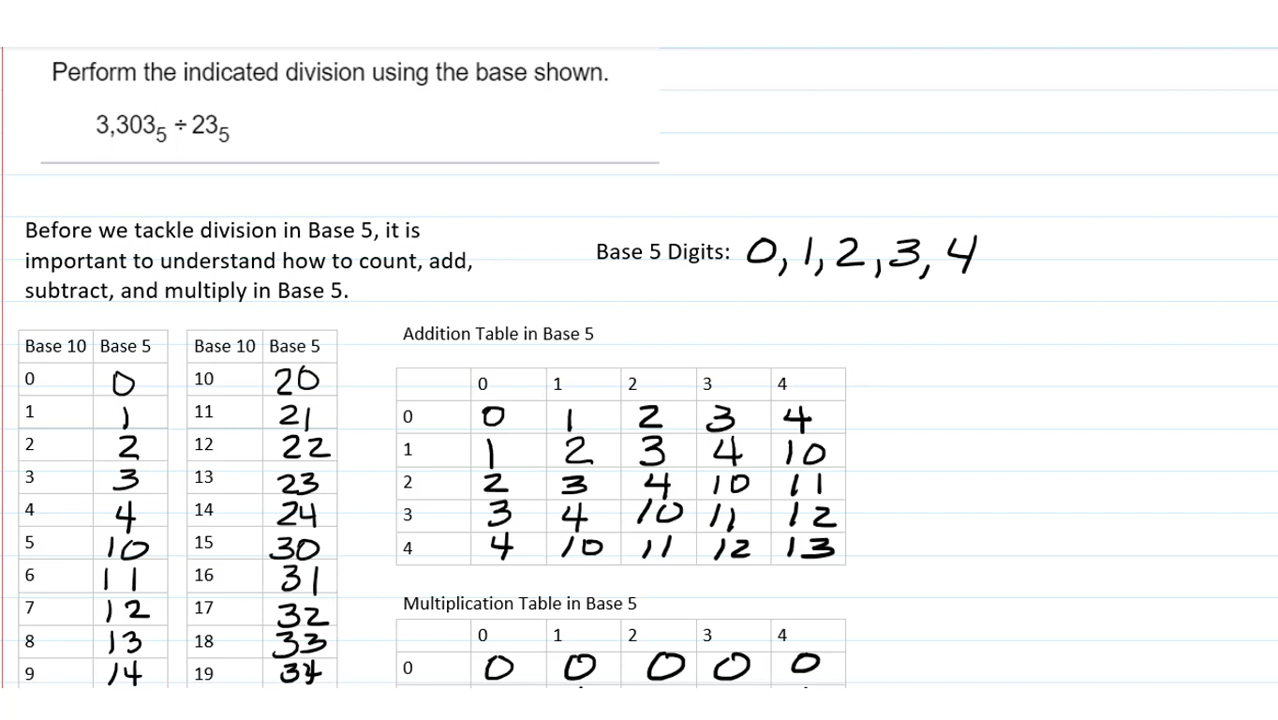 Perform the indicated division using the base shown.
3,303₅ ÷ 23₅
Before we tackle division in Base 5, it is
important to understand how to count, add,
subtract, and multiply in Base 5.
Base 5 Digits: 0, 1, 2, 3, 4
Base 10 Base 5
0 0
1 1
2 2
3 3
4 4
5 10
6 11
7 12
8 13
9 14
Base 10 Base 5
10 20
11 21
12 22
13 23
14 24
15 30
16 31
17 32
18 33
19 34
Addition Table in Base 5
0 1 2 3 4
0 0 1 2 3 4
1 1 2 3 4 10
2 2 3 4 10 11
3 3 4 10 11 12
4 4 10 11 12 13
Multiplication Table in Base 5
0 1 2 3 4
0 0 0 0 0 0